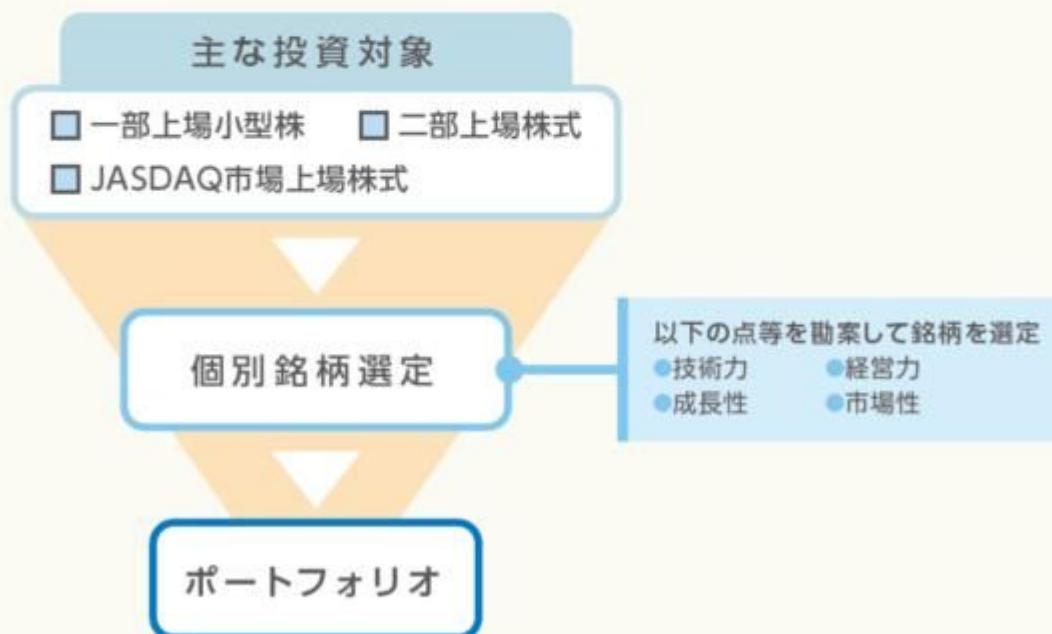 主な投資対象
一部上場小型株 二部上場株式
JASDAQ市場上場株式
個別銘柄選定
以下の点等を勘案して銘柄を選定
●技術力 ●経営力
●成長性 ●市場性
ポートフォリオ